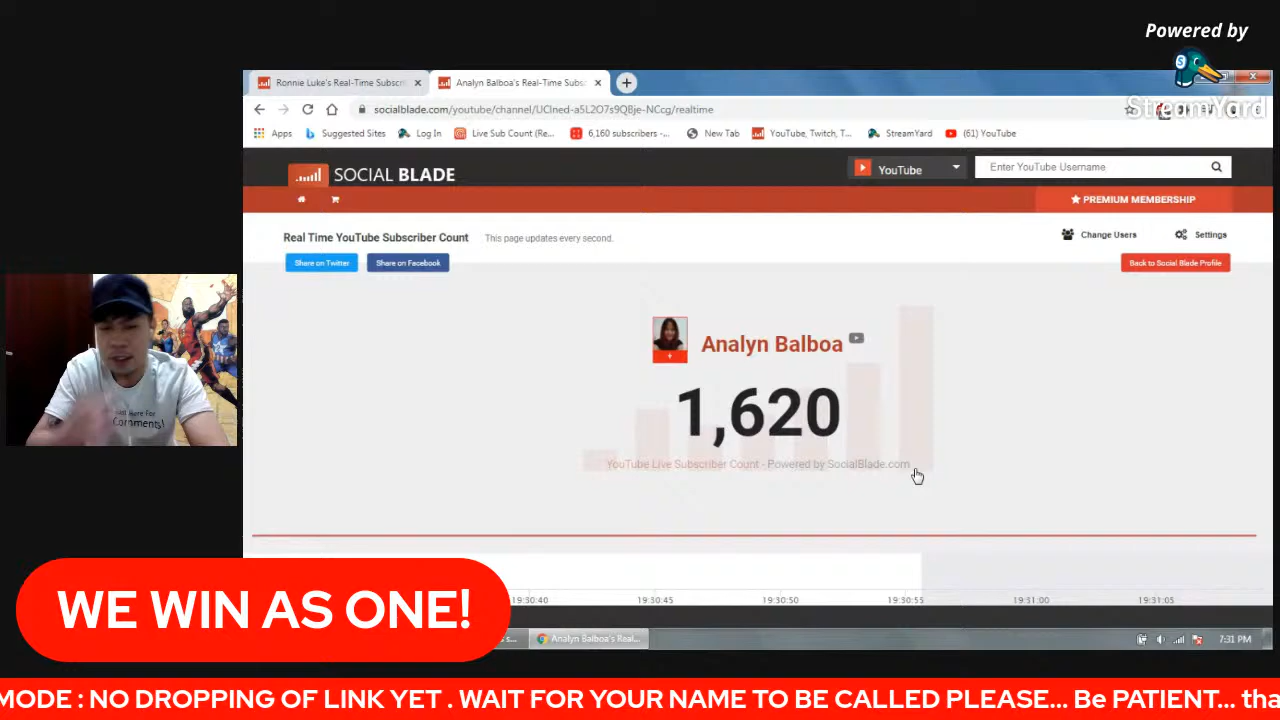 Powered by
StreamYard
Ronnie Luke's Real-Time Subscri
Analyn Balboa's Real-Time Subs
socialblade.com/youtube/channel/UCIned-a5L2O7s9QBje-NCcg/realtime
Apps
Suggested Sites
Log In
Live Sub Count (Re...
6,160 subscribers -...
New Tab
YouTube, Twitch, T...
StreamYard
(61) YouTube
SOCIAL BLADE
YouTube
Enter YouTube Username
PREMIUM MEMBERSHIP
Real Time YouTube Subscriber Count
This page updates every second.
Change Users
Settings
Share on Twitter
Share on Facebook
Back to Social Blade Profile
Analyn Balboa
1,620
YouTube Live Subscriber Count - Powered by SocialBlade.com
Here For
Comments!
19:30:40
19:30:45
19:30:50
19:30:55
19:31:00
19:31:05
WE WIN AS ONE!
Analyn Balboa's Real...
7:31 PM
MODE : NO DROPPING OF LINK YET . WAIT FOR YOUR NAME TO BE CALLED PLEASE... Be PATIENT... tha